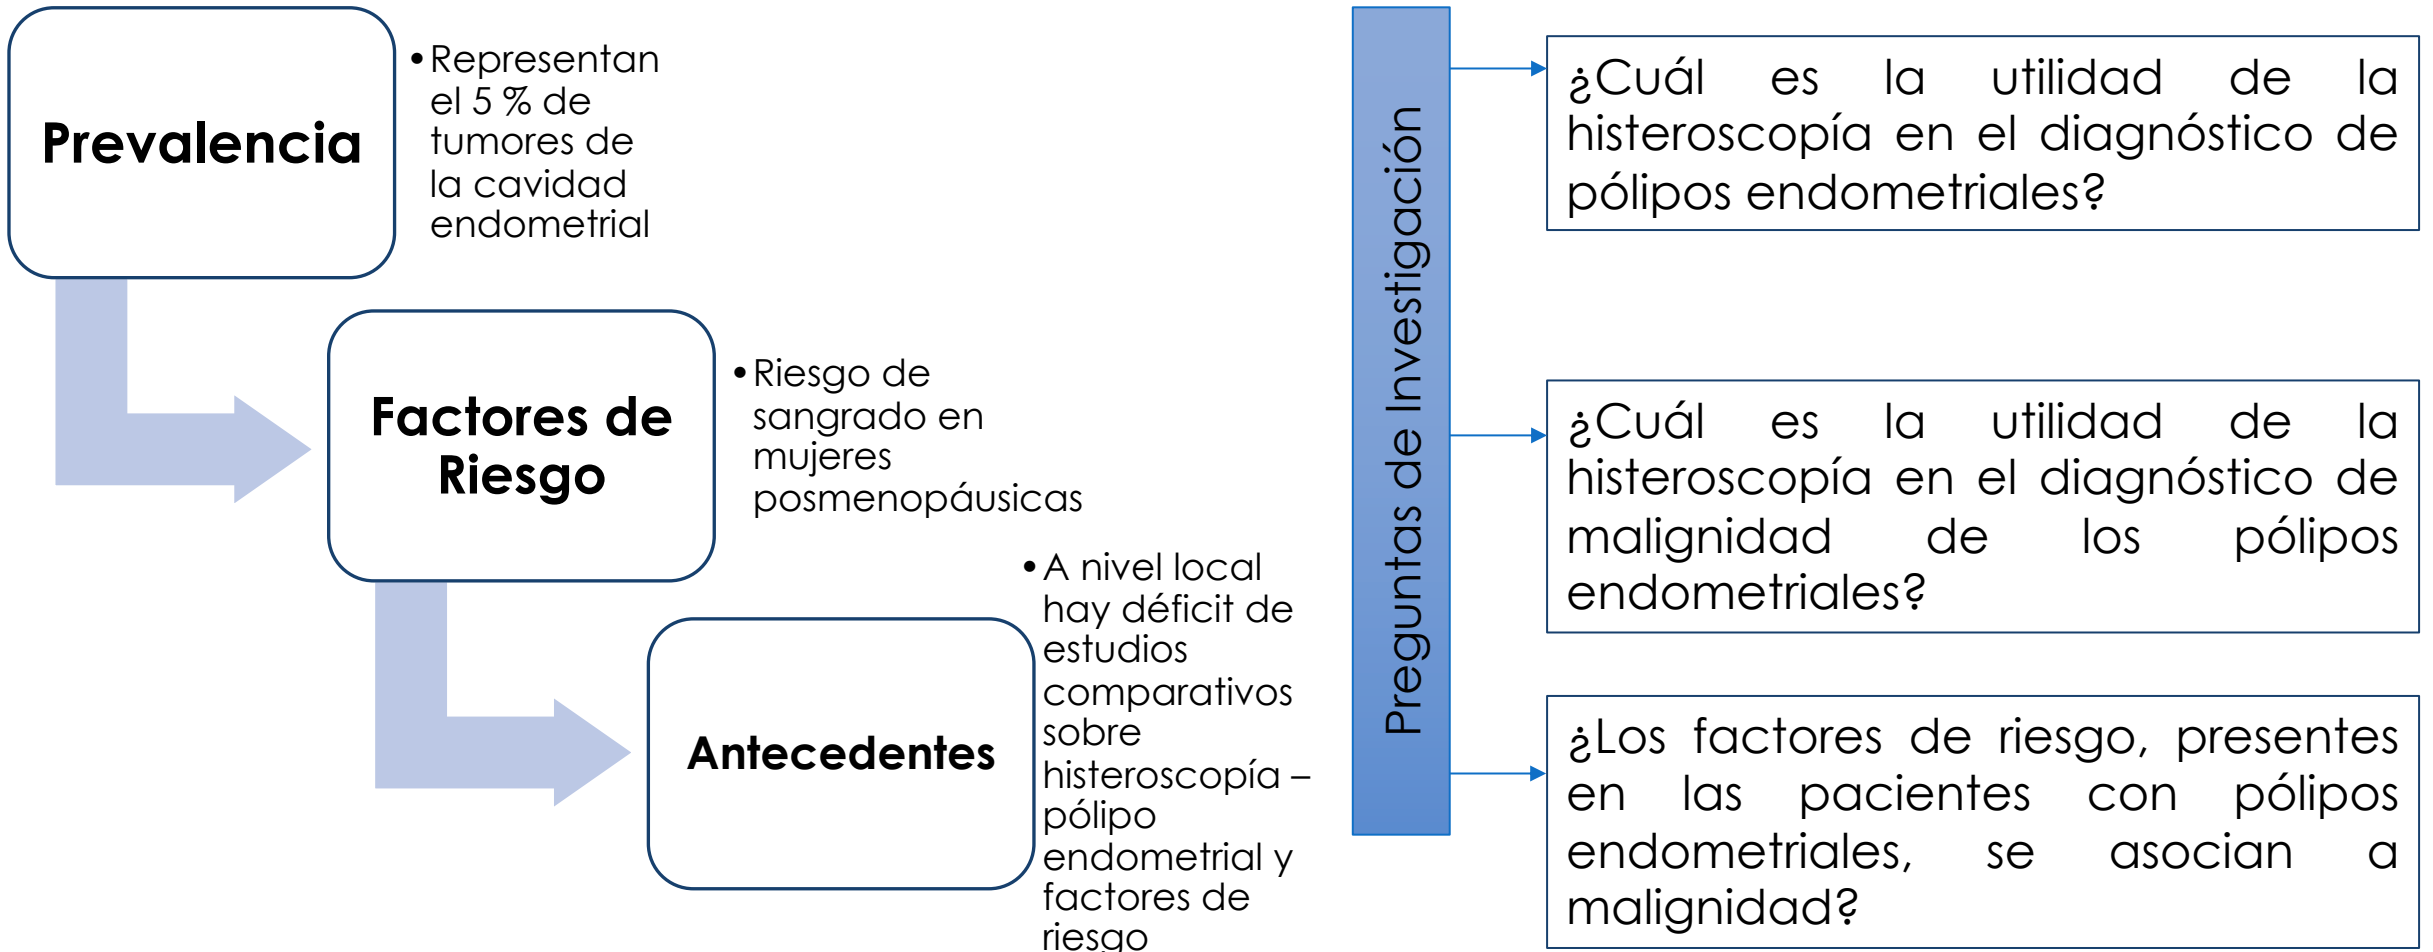 Prevalencia
•Representan
el 5 % de
tumores de
la cavidad
endometrial
Factores de
Riesgo
•Riesgo de
sangrado en
mujeres
posmenopáusicas
Antecedentes
•A nivel local
hay déficit de
estudios
comparativos
sobre
histeroscopía –
pólipo
endometrial y
factores de
riesgo
Preguntas de Investigación
¿Cuál es la utilidad de la
histeroscopía en el diagnóstico de
pólipos endometriales?
¿Cuál es la utilidad de la
histeroscopía en el diagnóstico de
malignidad de los pólipos
endometriales?
¿Los factores de riesgo, presentes
en las pacientes con pólipos
endometriales, se asocian a
malignidad?